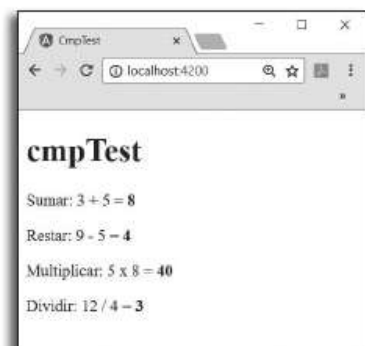 CmpTest
localhost:4200
cmpTest
Sumar: 3 + 5 = 8
Restar: 9 - 5 = 4
Multiplicar: 5 x 8 = 40
Dividir: 12 / 4 = 3